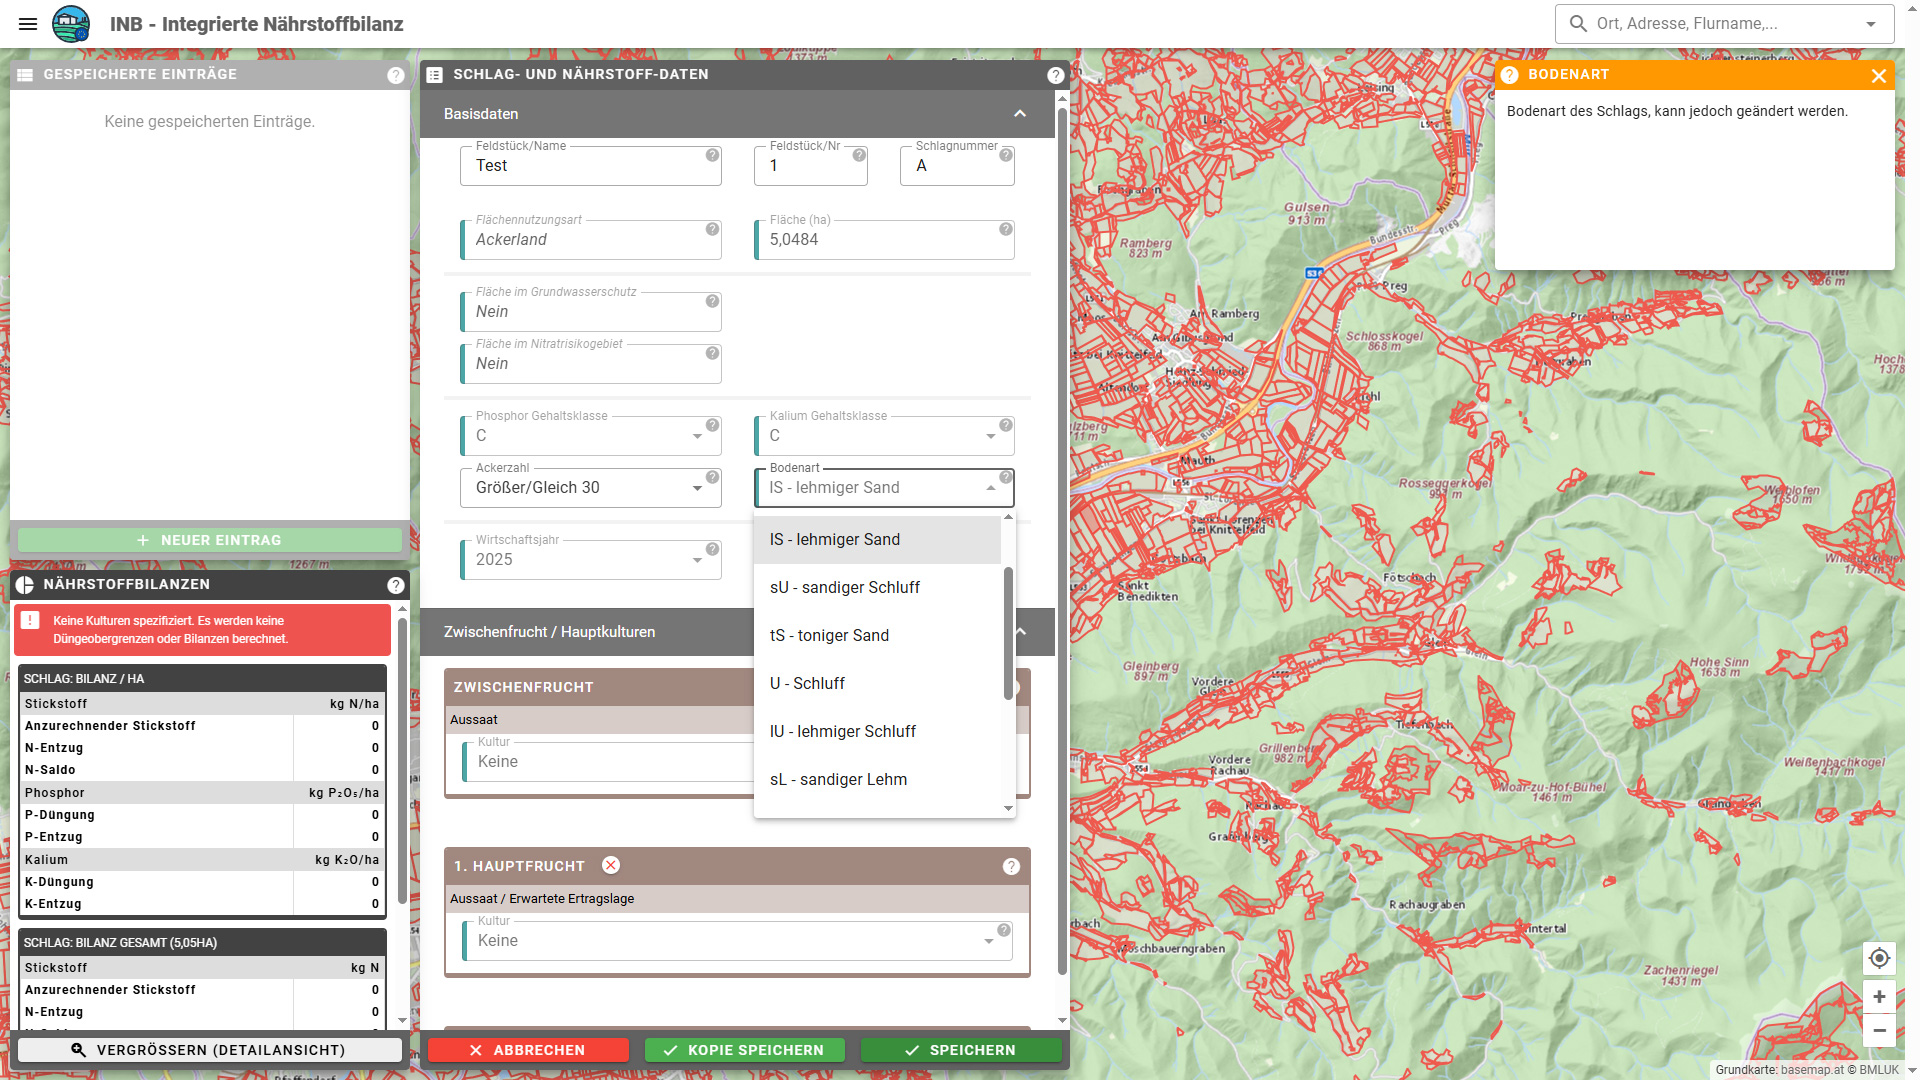 INB - Integrierte Nährstoffbilanz
Ort, Adresse, Flurname,...
GESPEICHERTE EINTRÄGE
Keine gespeicherten Einträge.
NEUER EINTRAG
NÄHRSTOFFBILANZEN
Keine Kulturen spezifiziert. Es werden keine
Düngeobergrenzen oder Bilanzen berechnet.
SCHLAG: BILANZ / HA
Stickstoff kg N/ha
Anzurechnender Stickstoff 0
N-Entzug 0
N-Saldo 0
Phosphor kg P₂O₅/ha
P-Düngung 0
P-Entzug 0
Kalium kg K₂O/ha
K-Düngung 0
K-Entzug 0
SCHLAG: BILANZ GESAMT (5,05HA)
Stickstoff kg N
Anzurechnender Stickstoff 0
N-Entzug 0
VERGRÖSSERN (DETAILANSICHT)
SCHLAG- UND NÄHRSTOFF-DATEN
Basisdaten
Feldstück/Name
Test
Feldstück/Nr
1
Schlagnummer
A
Flächennutzungsart
Ackerland
Fläche (ha)
5,0484
Fläche im Grundwasserschutz
Nein
Fläche im Nitratrisikogebiet
Nein
Phosphor Gehaltsklasse
C
Kalium Gehaltsklasse
C
Ackerzahl
Größer/Gleich 30
Bodenart
lS - lehmiger Sand
lS - lehmiger Sand
sU - sandiger Schluff
tS - toniger Sand
U - Schluff
lU - lehmiger Schluff
sL - sandiger Lehm
Wirtschaftsjahr
2025
Zwischenfrucht / Hauptkulturen
ZWISCHENFRUCHT
Aussaat
Kultur
Keine
1. HAUPTFRUCHT
Aussaat / Erwartete Ertragslage
Kultur
Keine
ABBRECHEN
KOPIE SPEICHERN
SPEICHERN
BODENART
Bodenart des Schlags, kann jedoch geändert werden.
Gulsen
913 m
Ramberg
823 m
Bundesstr.
Preg
S36
Preg
Am Ramberg
Schlosskogel
868 m
Mauth
Rosseggerkogel
Sankt Lorenzen
bei Knittelfeld
Fötschach
Sankt
Benedikten
Gleinberg
897 m
Vordere
Glein
Tiefenbach
Hohe Sinn
1638 m
Grillenberg
982 m
Vordere
Rachau
Weißenbachkogel
1417 m
Moar-zu-Hof-Bühel
1461 m
Rachau
Rachaugraben
Moschbauerngraben
Zachenriegel
1431 m
1267 m
Grundkarte: basemap.at © BMLUK